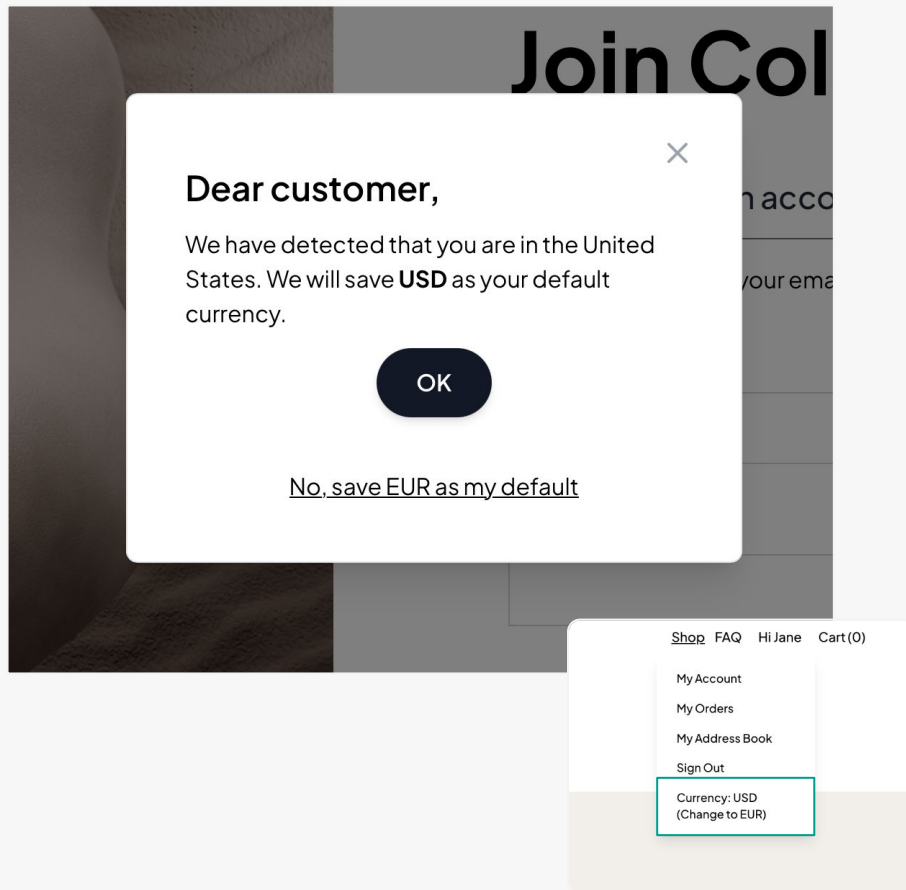 Join Col
Dear customer,
n acco
We have detected that you are in the United
States. We will save USD as your default
currency.
your ema
OK
No, save EUR as my default
Shop FAQ Hi Jane Cart (0)
My Account
My Orders
My Address Book
Sign Out
Currency: USD
(Change to EUR)